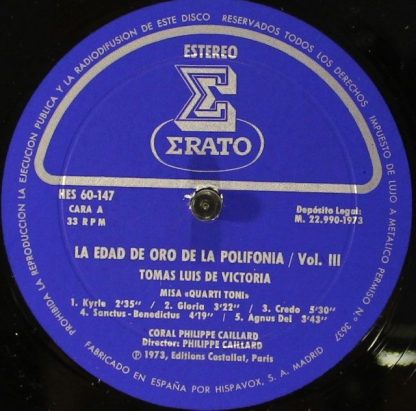 PROHIBIDA LA REPRODUCCION LA EJECUCION PUBLICA Y LA RADIODIFUSION DE ESTE DISCO
RESERVADOS TODOS LOS DERECHOS
IMPUESTO DE LUJO A METALICO PERMISO N.º 3637
ESTEREO
ΣRATO
HES 60-147
CARA A
33 RPM
Depósito Legal:
M. 22.990-1973
LA EDAD DE ORO DE LA POLIFONIA / Vol. III
TOMAS LUIS DE VICTORIA
MISA «QUARTI TONI»
1. Kyrie 2'35" / 2. Gloria 3'22" / 3. Credo 5'30"
4. Sanctus - Benedictus 4'19" / 5. Agnus Dei 3'43"
CORAL PHILIPPE CAILLARD
Director: PHILIPPE CAILLARD
Ⓟ 1973, Editions Costallat, Paris
FABRICADO EN ESPAÑA POR HISPAVOX, S. A. MADRID